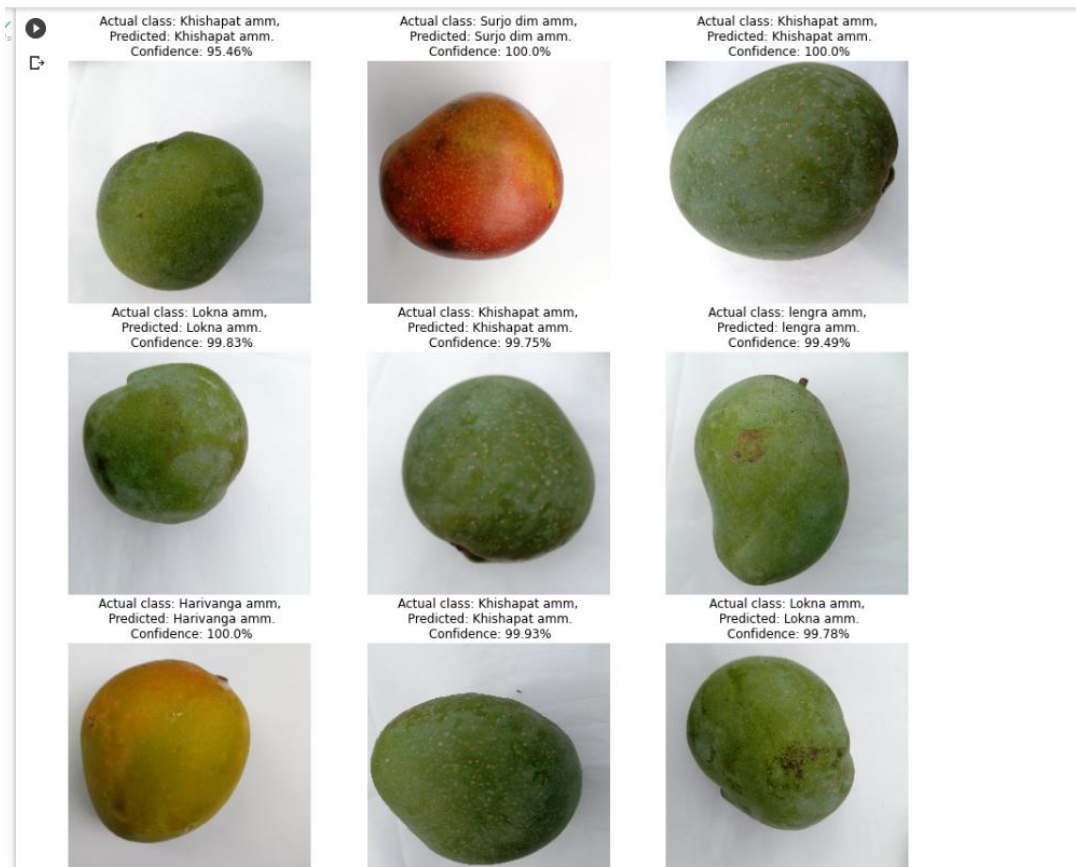 Actual class: Khishapat amm,
Predicted: Khishapat amm.
Confidence: 95.46%
Actual class: Surjo dim amm,
Predicted: Surjo dim amm.
Confidence: 100.0%
Actual class: Khishapat amm,
Predicted: Khishapat amm.
Confidence: 100.0%
Actual class: Lokna amm,
Predicted: Lokna amm.
Confidence: 99.83%
Actual class: Khishapat amm,
Predicted: Khishapat amm.
Confidence: 99.75%
Actual class: lengra amm,
Predicted: lengra amm.
Confidence: 99.49%
Actual class: Harivanga amm,
Predicted: Harivanga amm.
Confidence: 100.0%
Actual class: Khishapat amm,
Predicted: Khishapat amm.
Confidence: 99.93%
Actual class: Lokna amm,
Predicted: Lokna amm.
Confidence: 99.78%